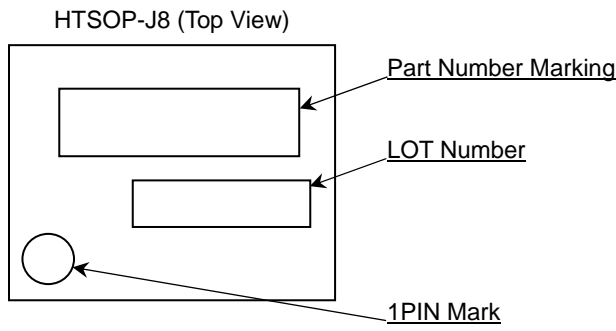 HTSOP-J8 (Top View)
Part Number Marking
LOT Number
1PIN Mark